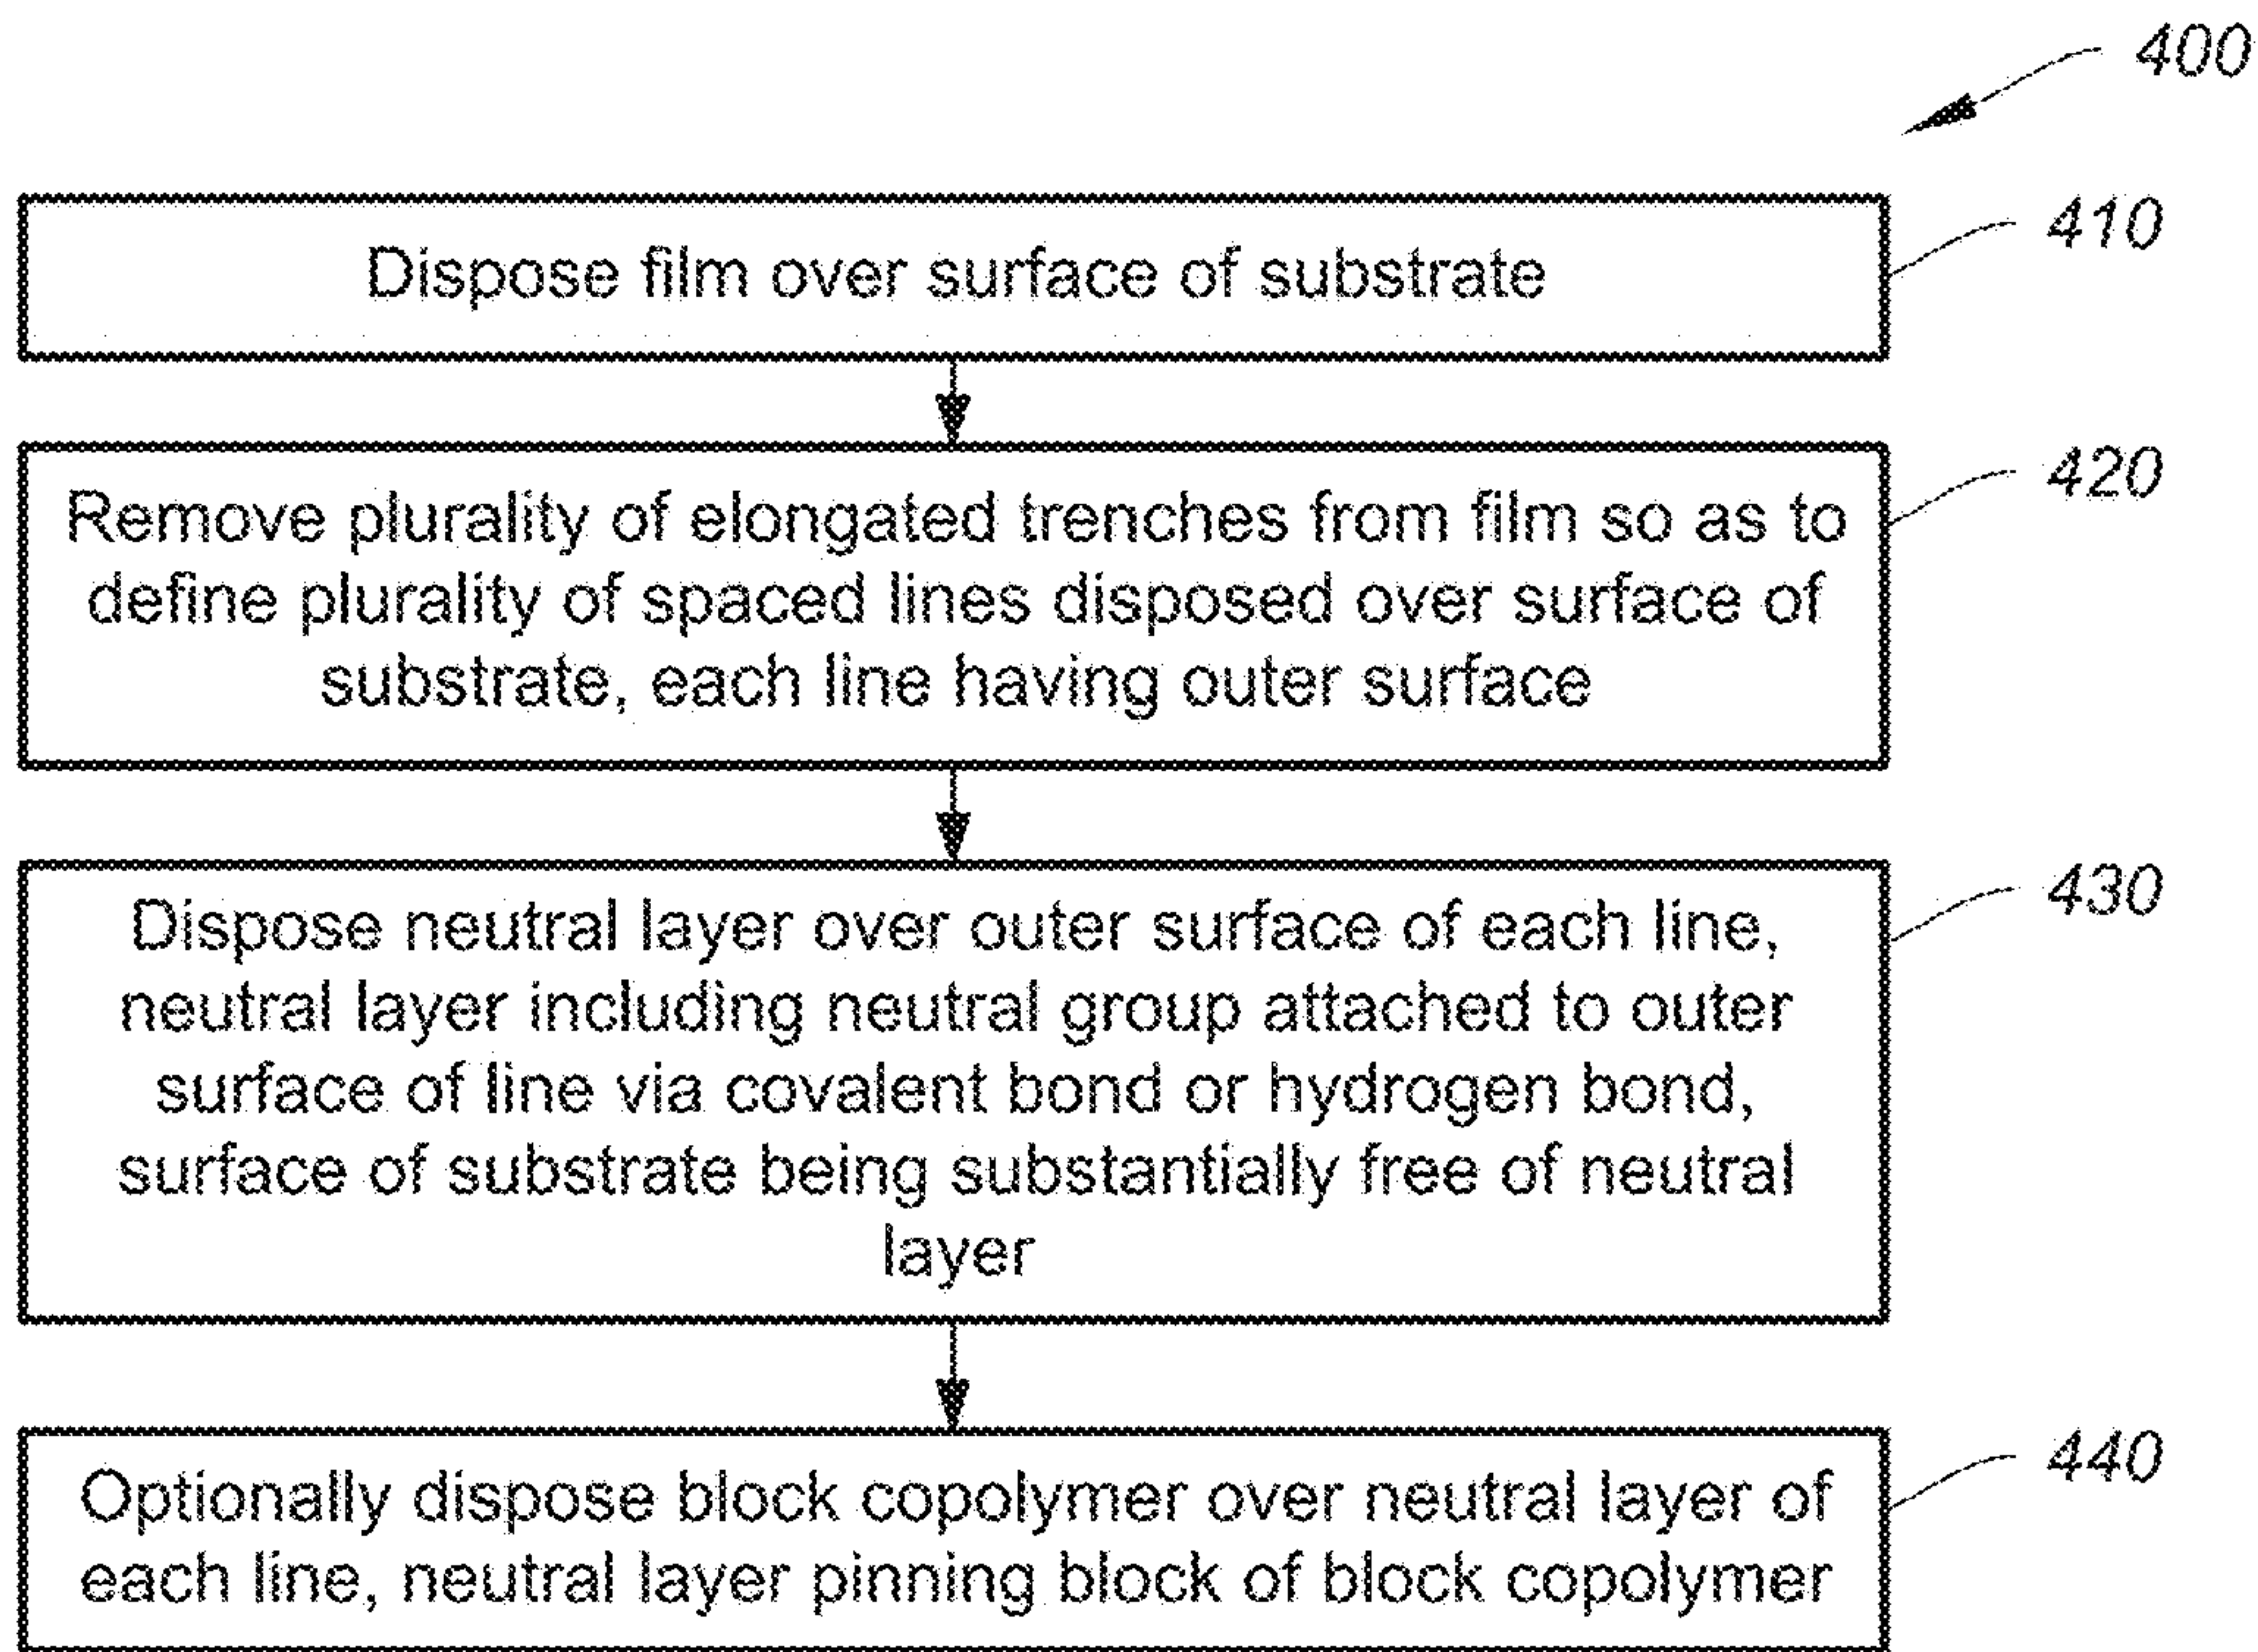 400
Dispose film over surface of substrate
410
Remove plurality of elongated trenches from film so as to
define plurality of spaced lines disposed over surface of
substrate, each line having outer surface
420
Dispose neutral layer over outer surface of each line,
neutral layer including neutral group attached to outer
surface of line via covalent bond or hydrogen bond,
surface of substrate being substantially free of neutral
layer
430
Optionally dispose block copolymer over neutral layer of
each line, neutral layer pinning block of block copolymer
440